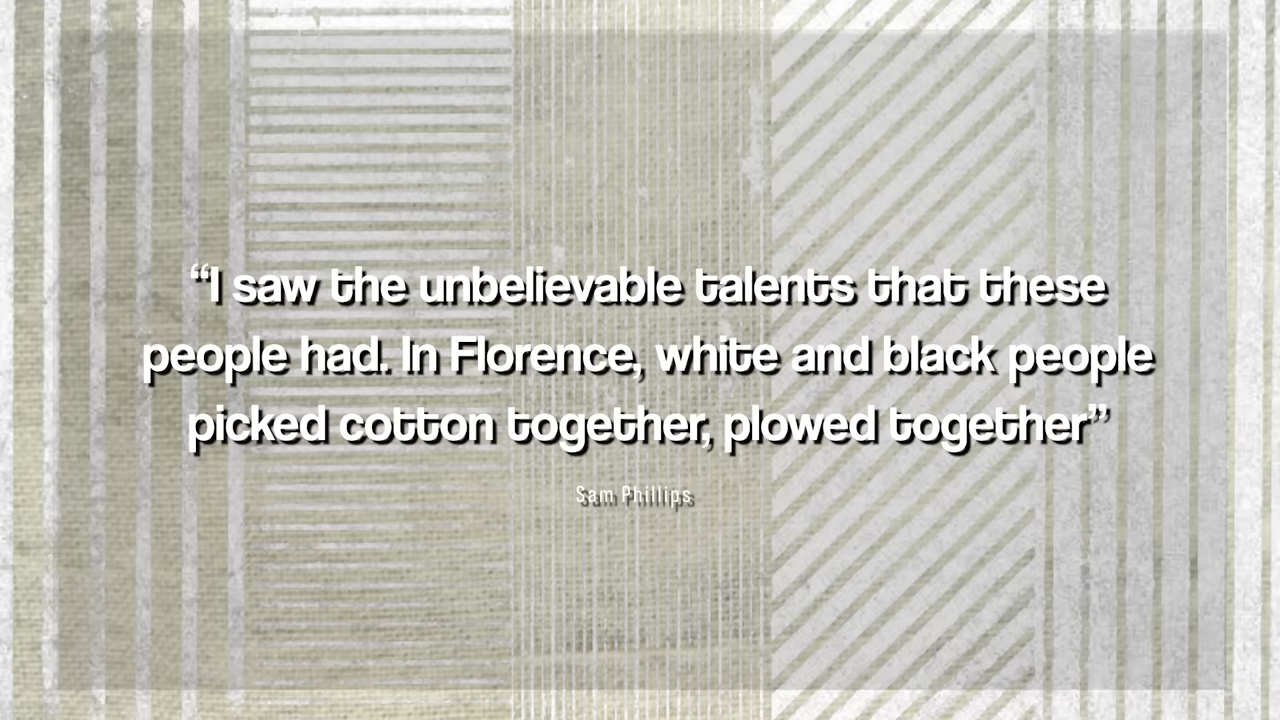 “I saw the unbelievable talents that these
people had. In Florence, white and black people
picked cotton together, plowed together”
Sam Phillips